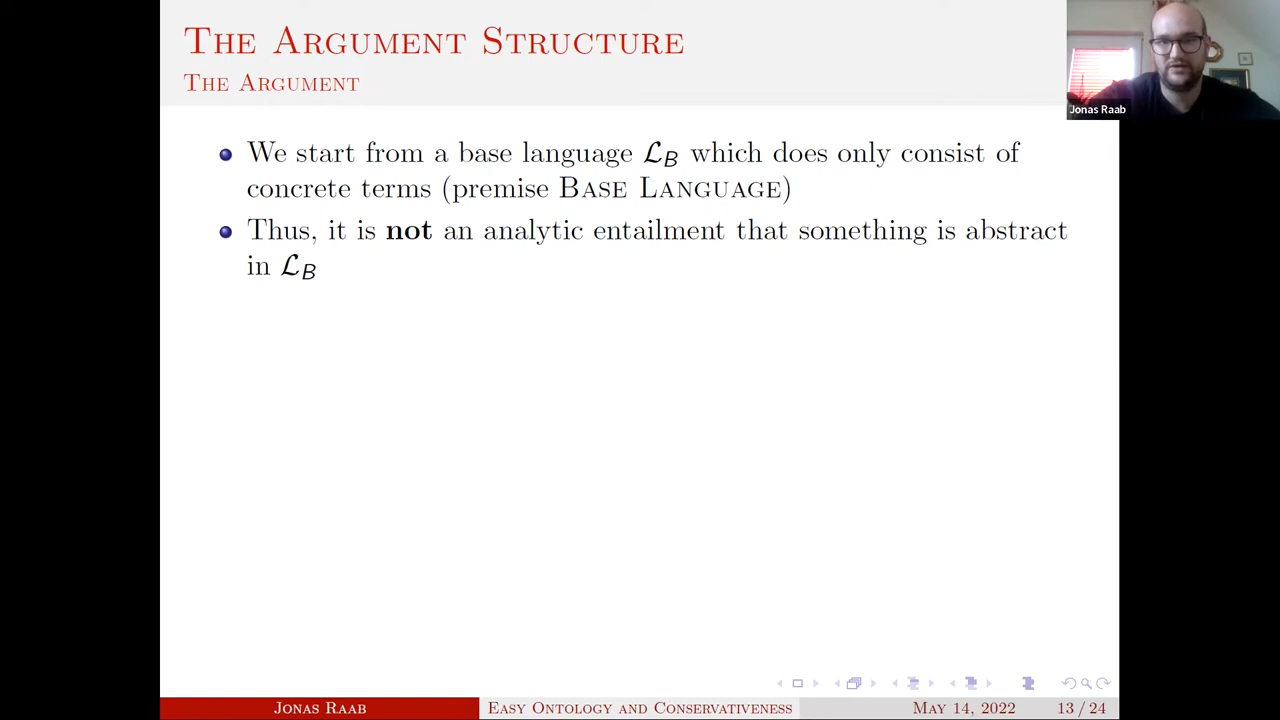 The Argument Structure
The Argument
Jonas Raab
We start from a base language ℒ_B which does only consist of
concrete terms (premise Base Language)
Thus, it is not an analytic entailment that something is abstract
in ℒ_B
Jonas Raab
Easy Ontology and Conservativeness
May 14, 2022
13 / 24